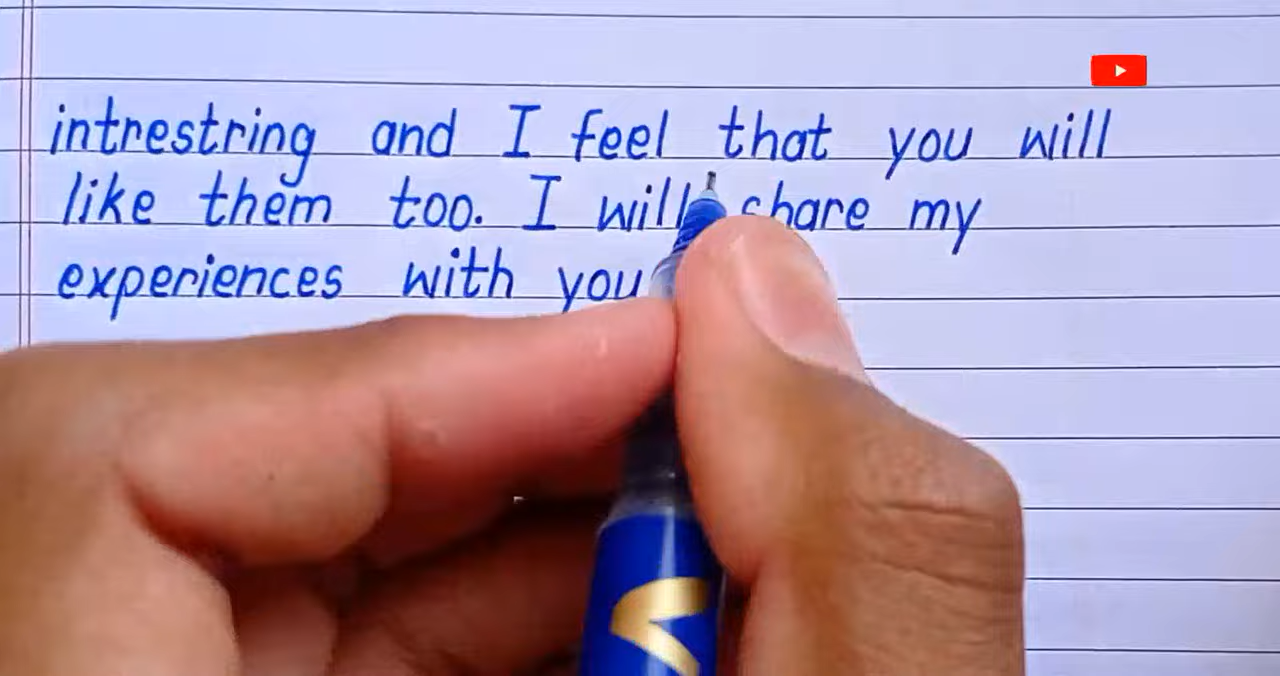 intrestring and I feel that you will
like them too. I will share my
experiences with you